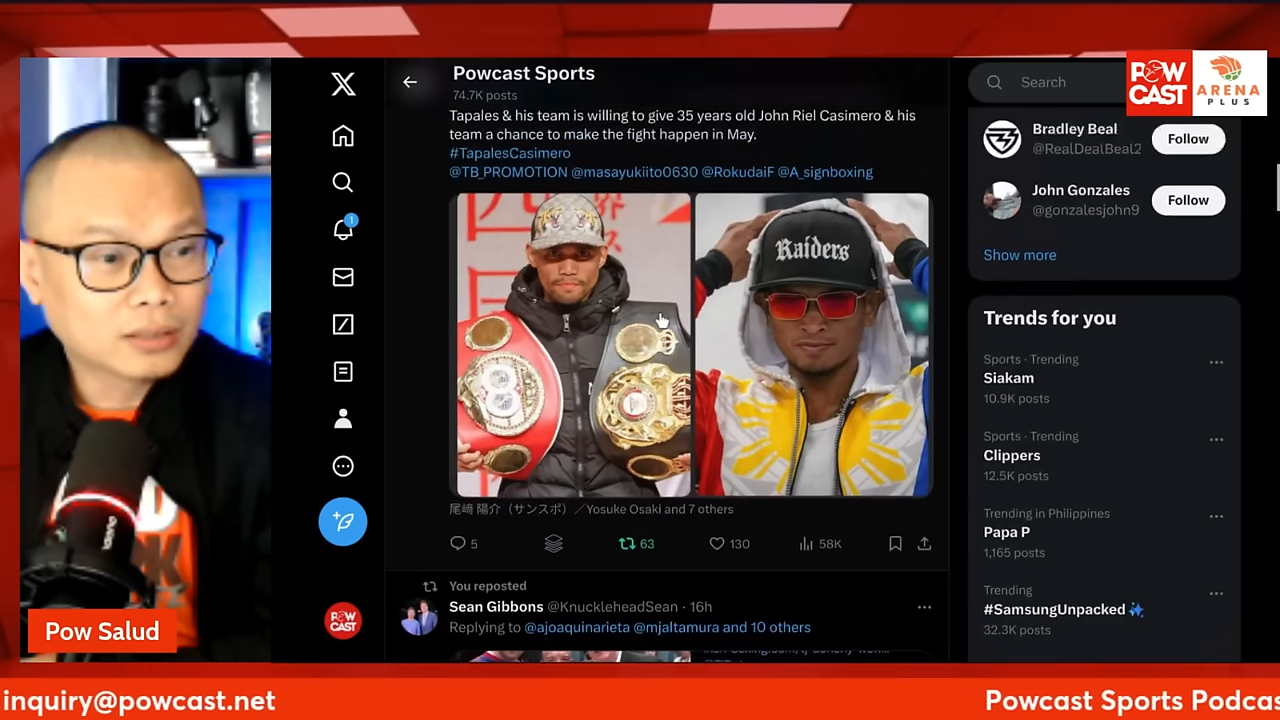 POW
CAST
ARENA
PLUS
Powcast Sports
74.7K posts
Search
Tapales & his team is willing to give 35 years old John Riel Casimero & his
team a chance to make the fight happen in May.
#TapalesCasimero
@TB_PROMOTION @masayukiito0630 @RokudaiF @A_signboxing
Raiders
尾﨑 陽介（サンスポ）／Yosuke Osaki and 7 others
5
63
130
58K
You reposted
Sean Gibbons @KnuckleheadSean · 16h
Replying to @ajoaquinarieta @mjaltamura and 10 others
1
POW
CAST
Bradley Beal
@RealDealBeal2
Follow
John Gonzales
@gonzalesjohn9
Follow
Show more
Trends for you
Sports · Trending
Siakam
10.9K posts
Sports · Trending
Clippers
12.5K posts
Trending in Philippines
Papa P
1,165 posts
Trending
#SamsungUnpacked
32.3K posts
Pow Salud
inquiry@powcast.net
Powcast Sports Podcas